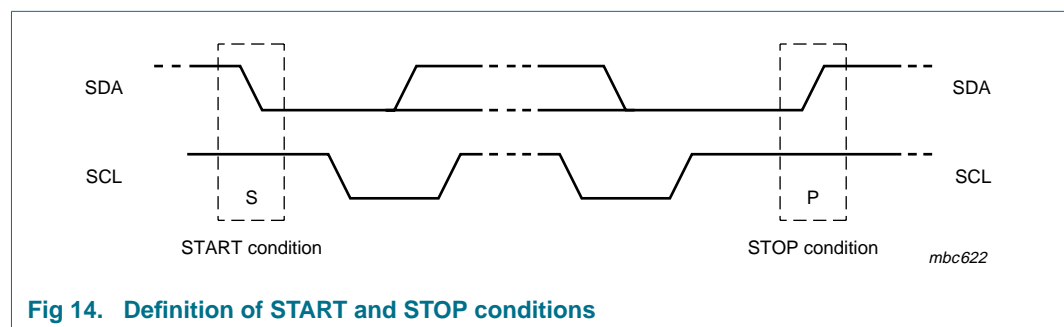 SDA SDA
SCL SCL
S P
START condition STOP condition
mbc622
Fig 14. Definition of START and STOP conditions